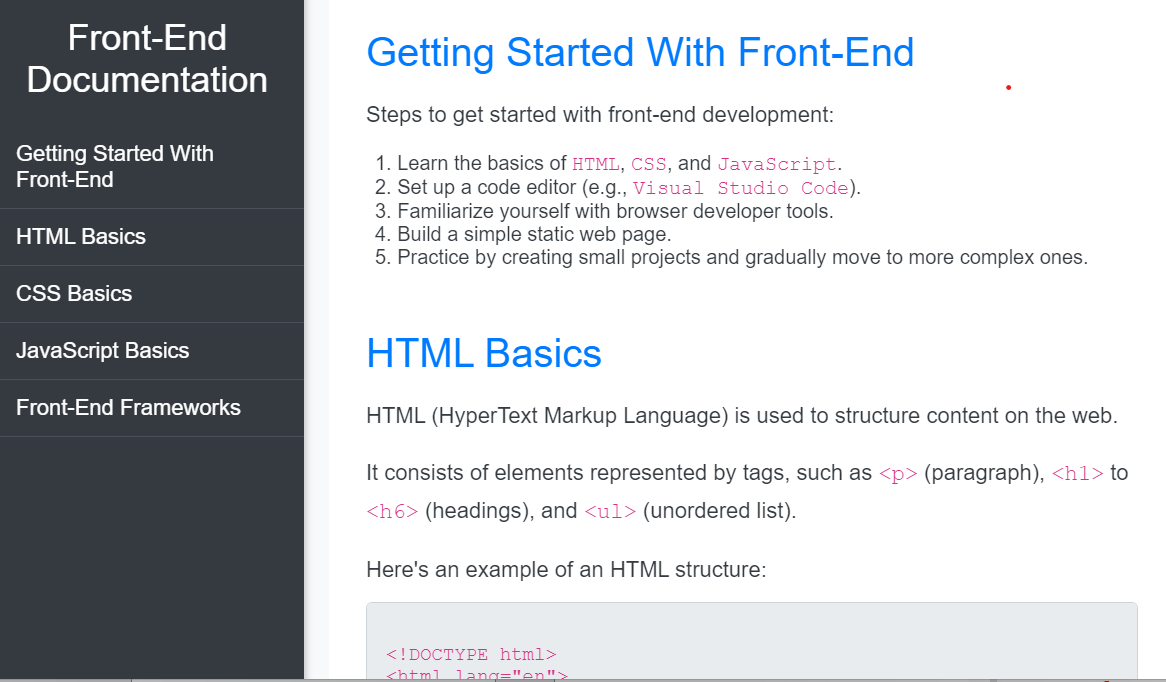 Front-End
Documentation
Getting Started With
Front-End
HTML Basics
CSS Basics
JavaScript Basics
Front-End Frameworks
Getting Started With Front-End
Steps to get started with front-end development:
1. Learn the basics of HTML, CSS, and JavaScript.
2. Set up a code editor (e.g., Visual Studio Code).
3. Familiarize yourself with browser developer tools.
4. Build a simple static web page.
5. Practice by creating small projects and gradually move to more complex ones.
HTML Basics
HTML (HyperText Markup Language) is used to structure content on the web.
It consists of elements represented by tags, such as <p> (paragraph), <h1> to
<h6> (headings), and <ul> (unordered list).
Here's an example of an HTML structure:
<!DOCTYPE html>
<html lang="en">